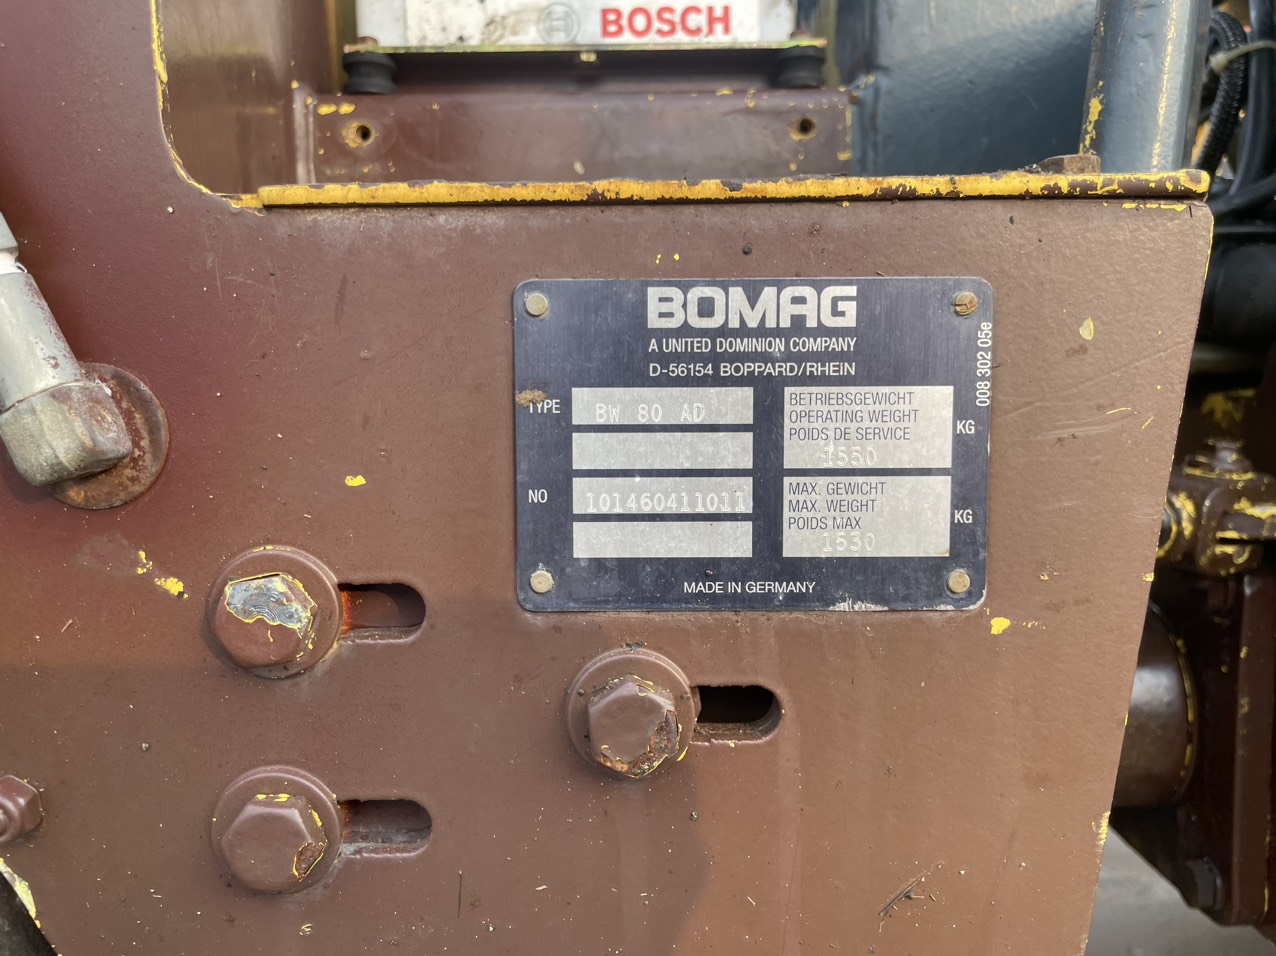 BOSCH
BOMAG
A UNITED DOMINION COMPANY
D-56154 BOPPARD/RHEIN
008 302 05e
TYPE
BW 80 AD
NO
101460411011
BETRIEBSGEWICHT
OPERATING WEIGHT
POIDS DE SERVICE
1550
KG
MAX. GEWICHT
MAX. WEIGHT
POIDS MAX
1530
KG
MADE IN GERMANY